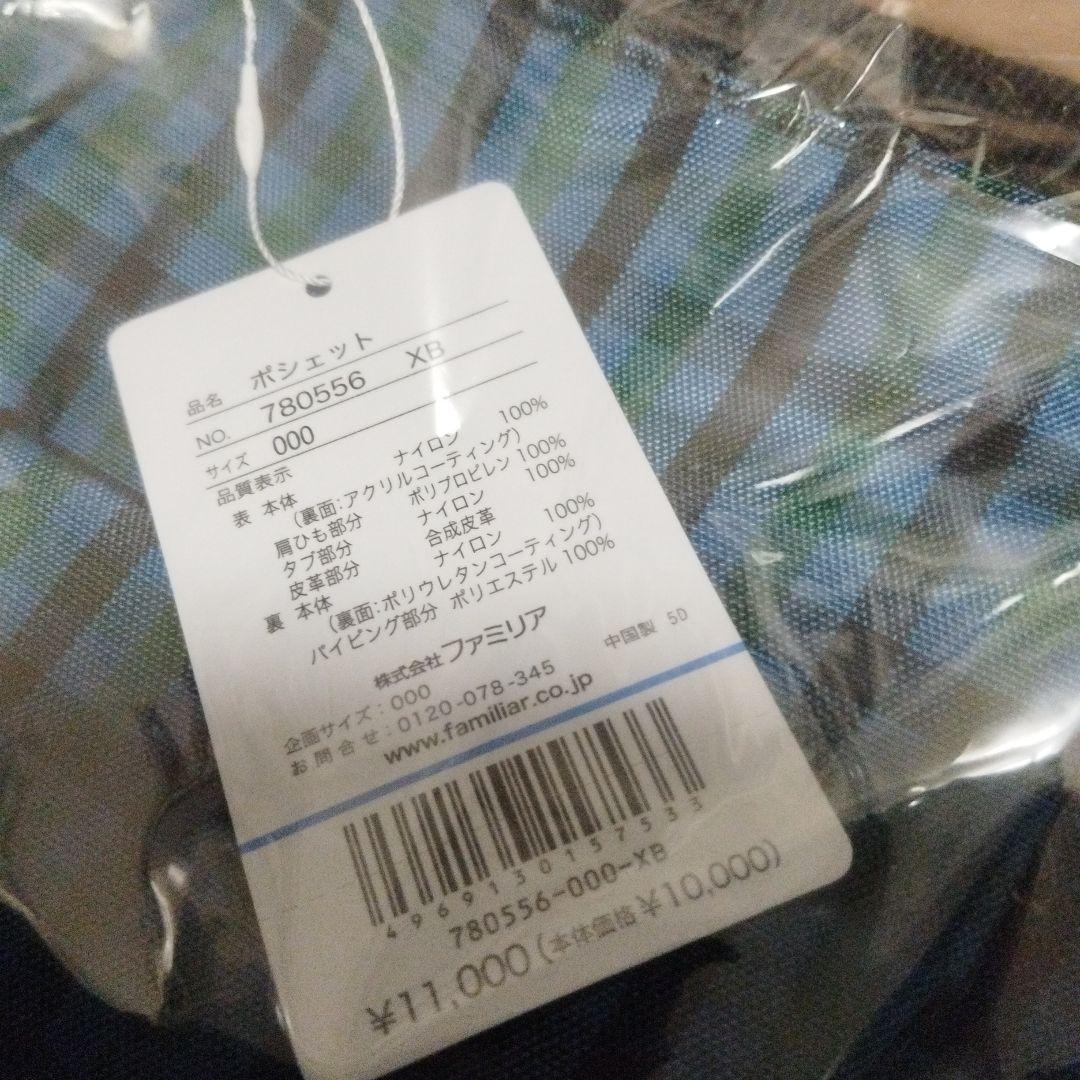 品名 ポシェット
NO. 780556 XB
サイズ 000
品質表示
表 本体 ナイロン 100%
(裏面:アクリルコーティング)
肩ひも部分 ポリプロピレン 100%
タブ部分 ナイロン 100%
皮革部分 合成皮革
裏 本体 ナイロン 100%
(裏面:ポリウレタンコーティング)
パイピング部分 ポリエステル 100%
株式会社 ファミリア
企画サイズ:000 中国製 5D
お問合せ:0120-078-345
www.familiar.co.jp
4969130157533
780556-000-XB
¥11,000 (本体価格 ¥10,000)